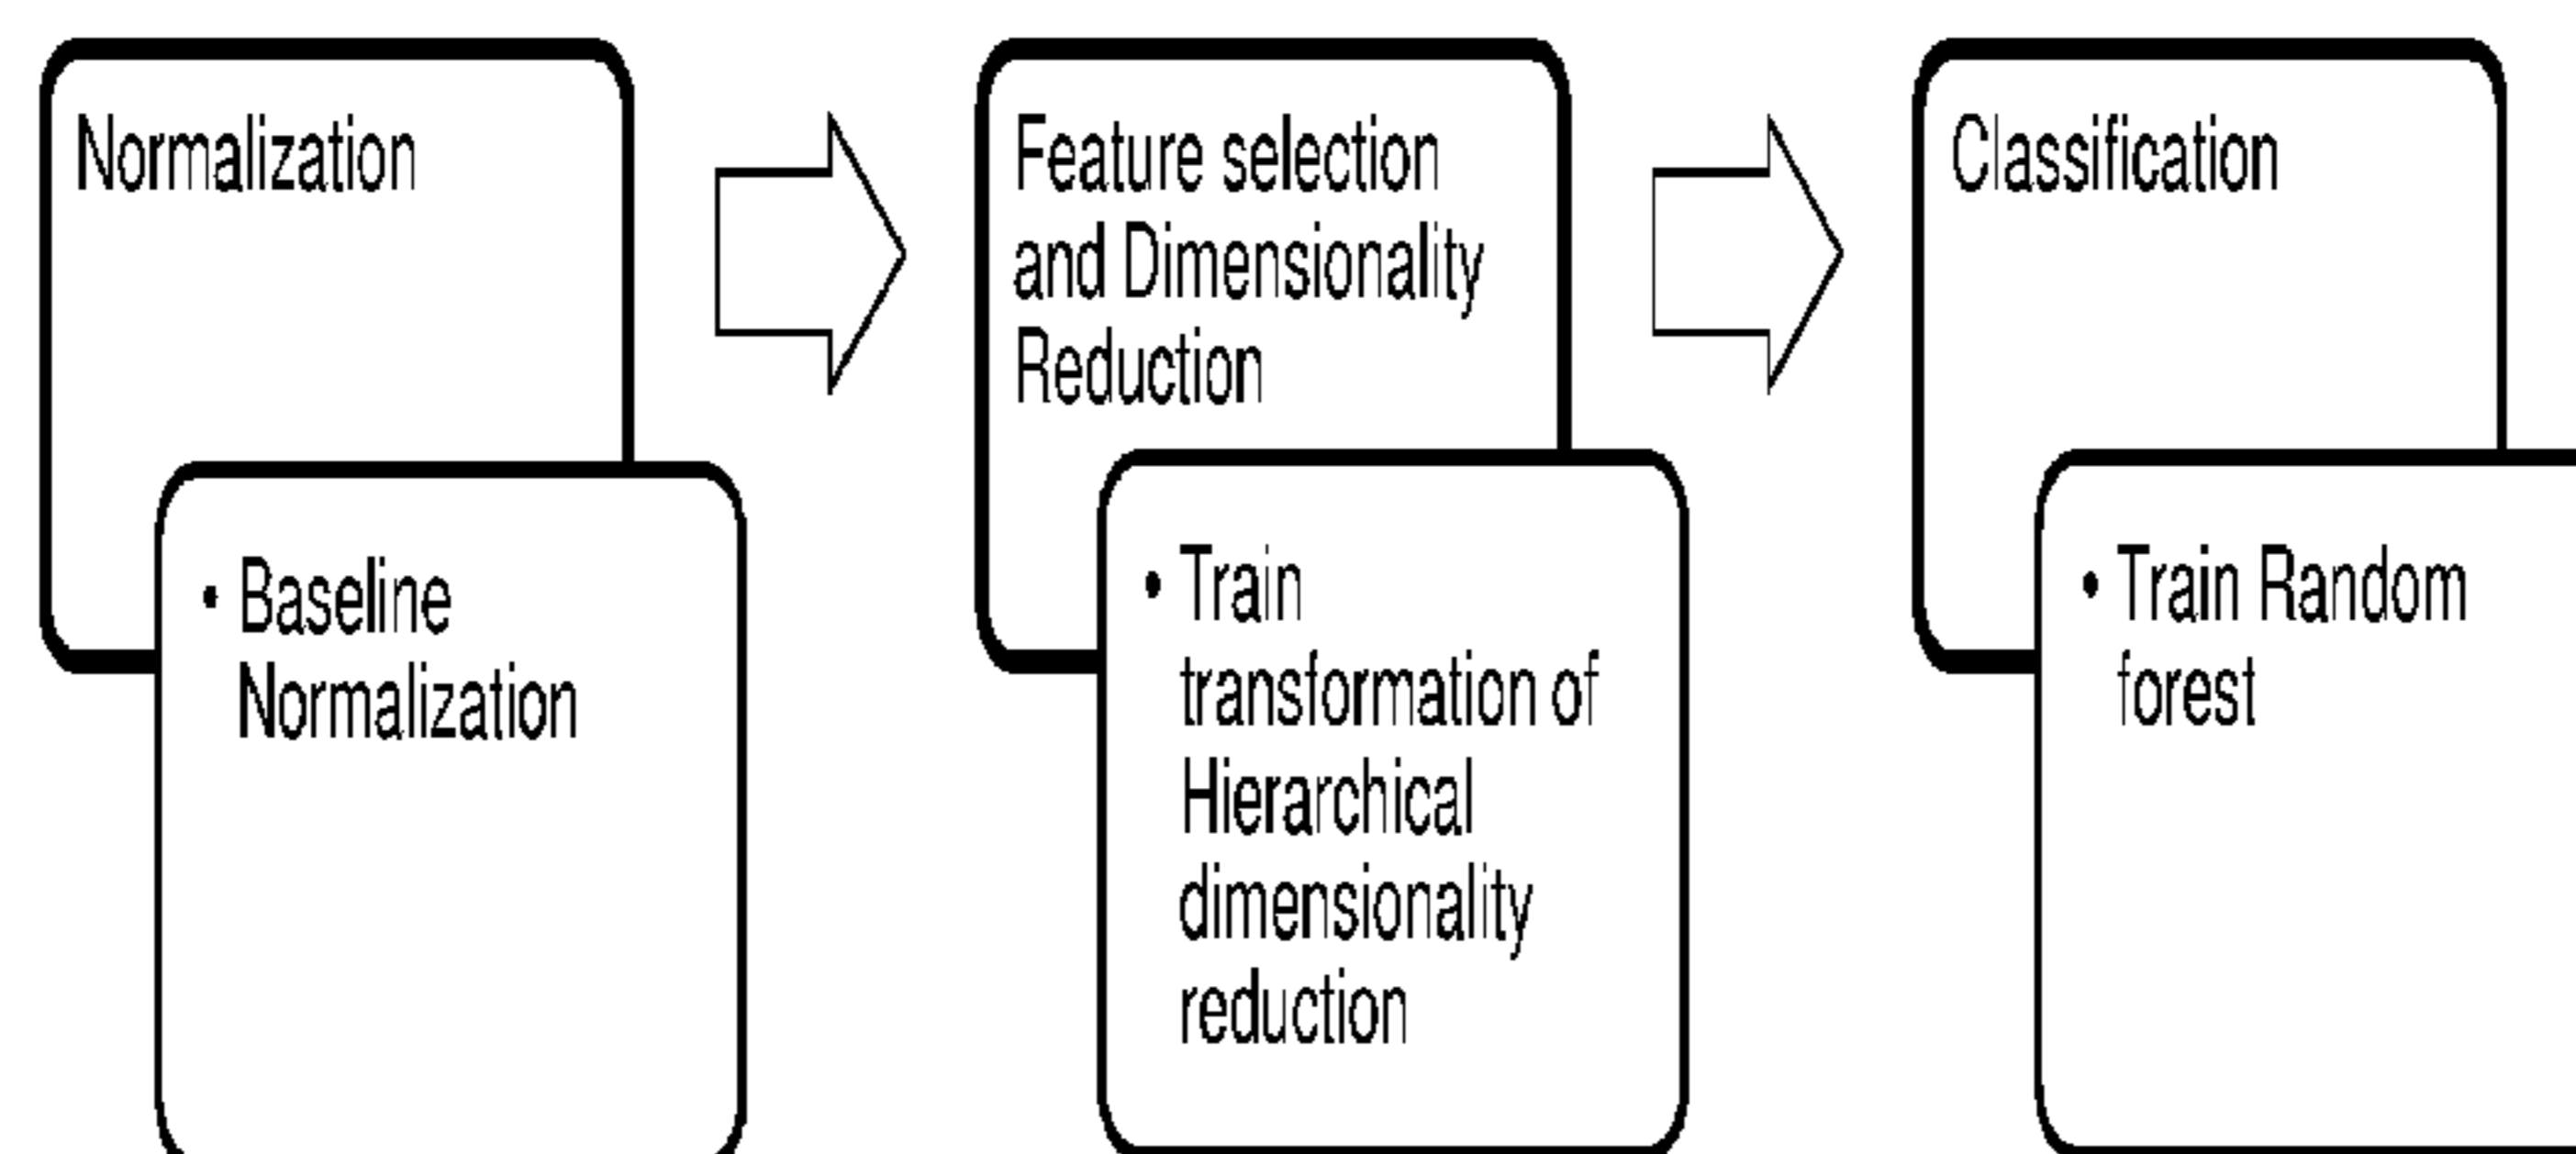 Normalization
• Baseline
Normalization
Feature selection
and Dimensionality
Reduction
• Train
transformation of
Hierarchical
dimensionality
reduction
Classification
• Train Random
forest